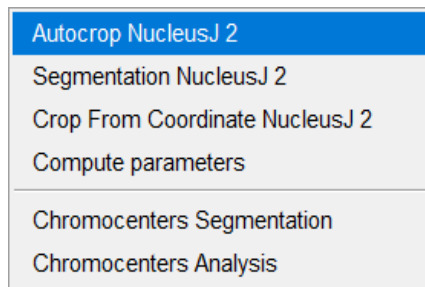 Autocrop NucleusJ 2
Segmentation NucleusJ 2
Crop From Coordinate NucleusJ 2
Compute parameters
Chromocenters Segmentation
Chromocenters Analysis